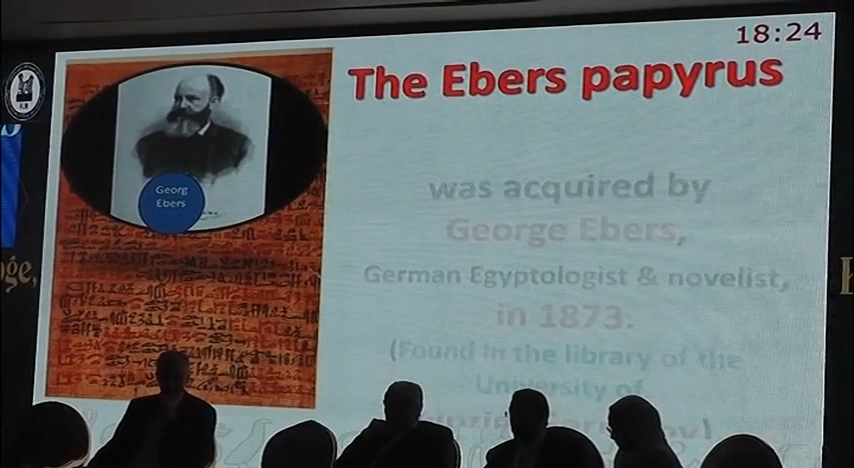 18:24
The Ebers papyrus
Georg
Ebers
was acquired by
George Ebers,
German Egyptologist & novelist,
in 1873.
(Found in the library of the
University of